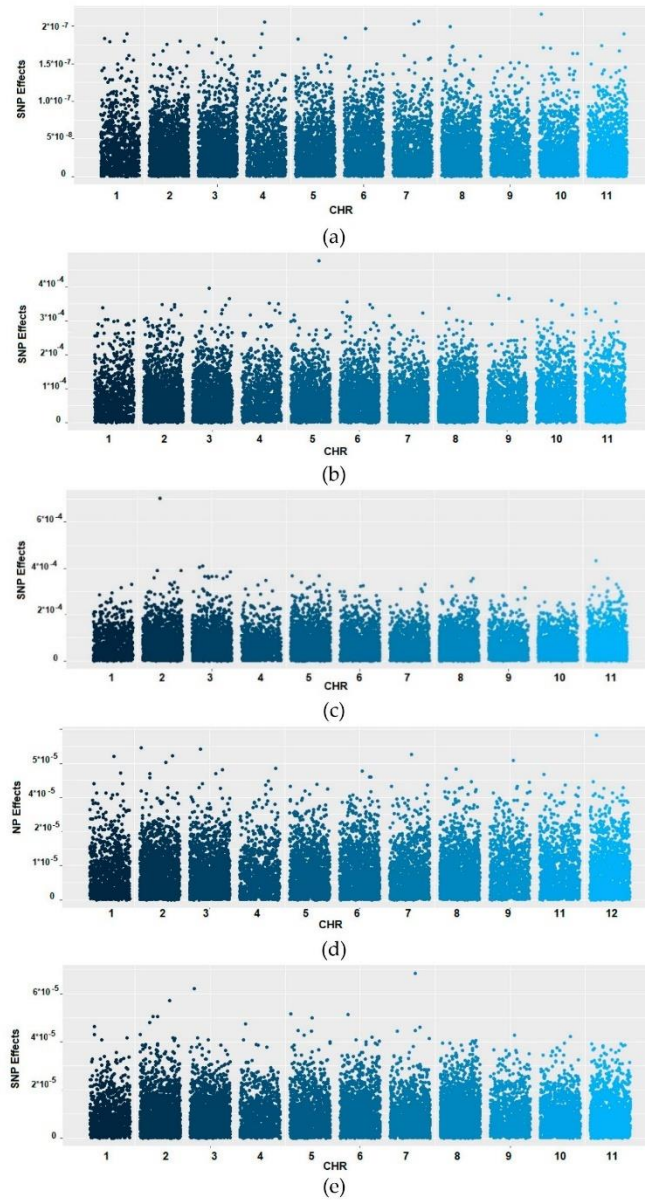 2*10 -7
1.5*10-7
1.0*10-7
5*10-8
0
SNP Effects
1 2 3 4 5 6 7 8 9 10 11
CHR
(a)
4*10-4
3*10-4
2*10-4
1*10-4
0
SNP Effects
1 2 3 4 5 6 7 8 9 10 11
CHR
(b)
6*10-4
4*10-4
2*10-4
0
SNP Effects
1 2 3 4 5 6 7 8 9 10 11
CHR
(c)
5*10-5
4*10-5
2*10-5
1*10-5
0
NP Effects
1 2 3 4 5 6 7 8 9 11 12
CHR
(d)
6*10-5
4*10-5
2*10-5
0
SNP Effects
1 2 3 4 5 6 7 8 9 10 11
CHR
(e)